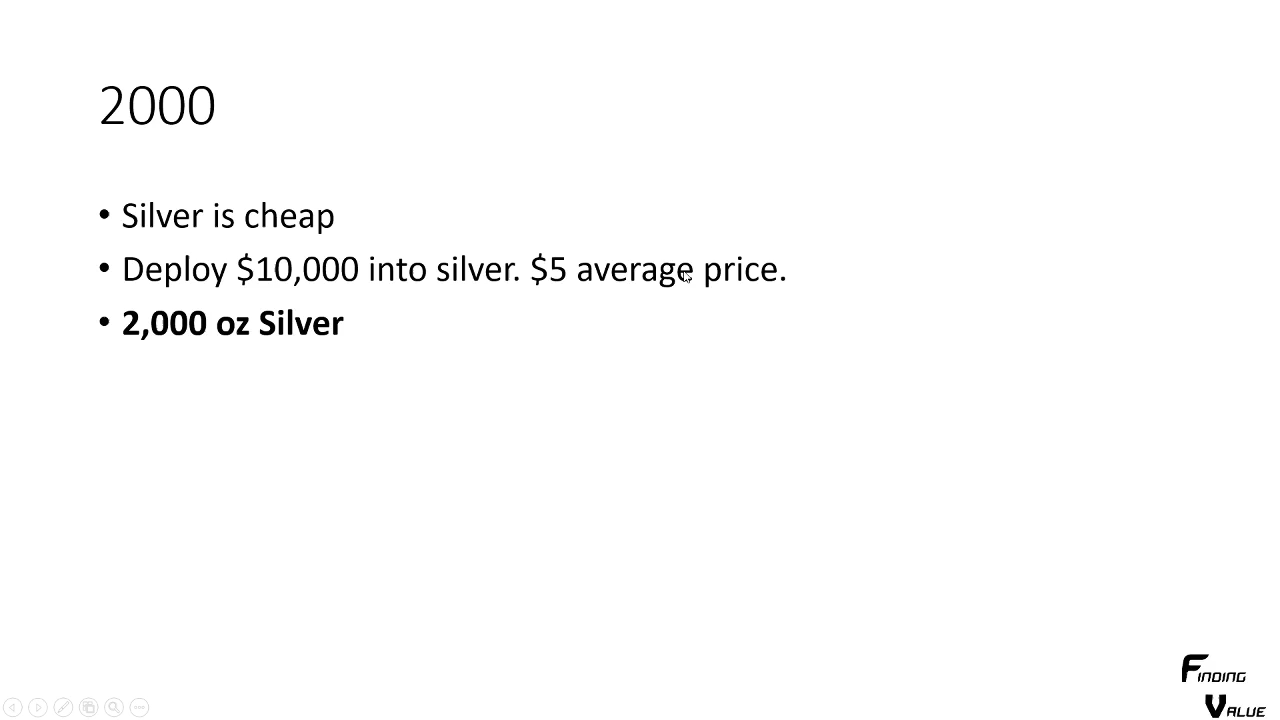 2000
• Silver is cheap
• Deploy $10,000 into silver. $5 average price.
• 2,000 oz Silver
Finding
Value